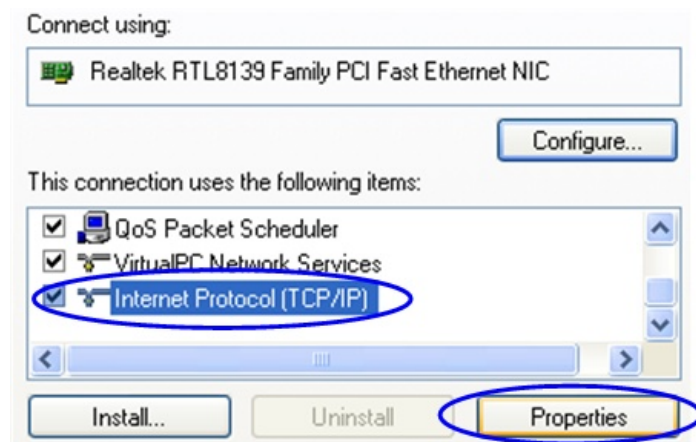 Connect using:
Realtek RTL8139 Family PCI Fast Ethernet NIC
Configure...
This connection uses the following items:
QoS Packet Scheduler
VirtualPC Network Services
Internet Protocol (TCP/IP)
Install... Uninstall Properties